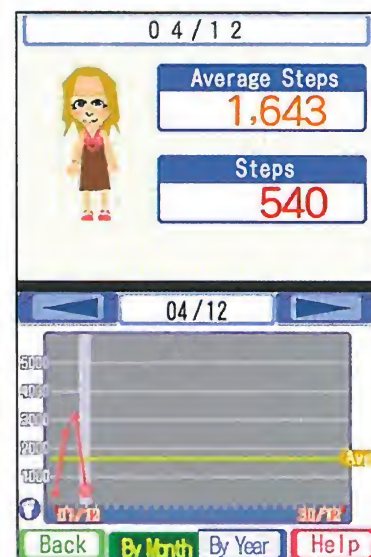 04/12
Average Steps
1,643
Steps
540
04/12
5000
4000
3000
2000
1000
01/12
30/12
Back
By Month
By Year
Help